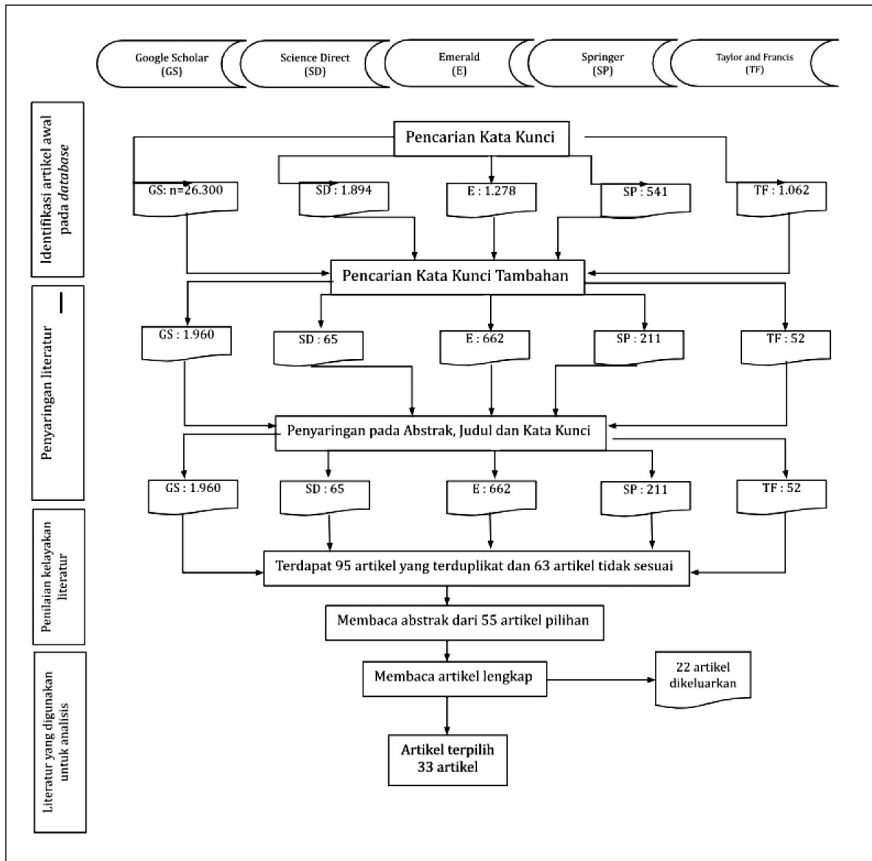 Google Scholar
(GS)
Science Direct
(SD)
Emerald
(E)
Springer
(SP)
Taylor and Francis
(TF)
Identifikasi artikel awal
pada database
Pencarian Kata Kunci
GS: n=26.300
SD : 1.894
E : 1.278
SP : 541
TF : 1.062
Pencarian Kata Kunci Tambahan
Penyaringan literatur
GS : 1.960
SD : 65
E : 662
SP : 211
TF : 52
Penyaringan pada Abstrak, Judul dan Kata Kunci
GS : 1.960
SD : 65
E : 662
SP : 211
TF : 52
Penilaian kelayakan
literatur
Terdapat 95 artikel yang terduplikat dan 63 artikel tidak sesuai
Membaca abstrak dari 55 artikel pilihan
Literatur yang digunakan
untuk analisis
Membaca artikel lengkap
22 artikel
dikeluarkan
Artikel terpilih
33 artikel